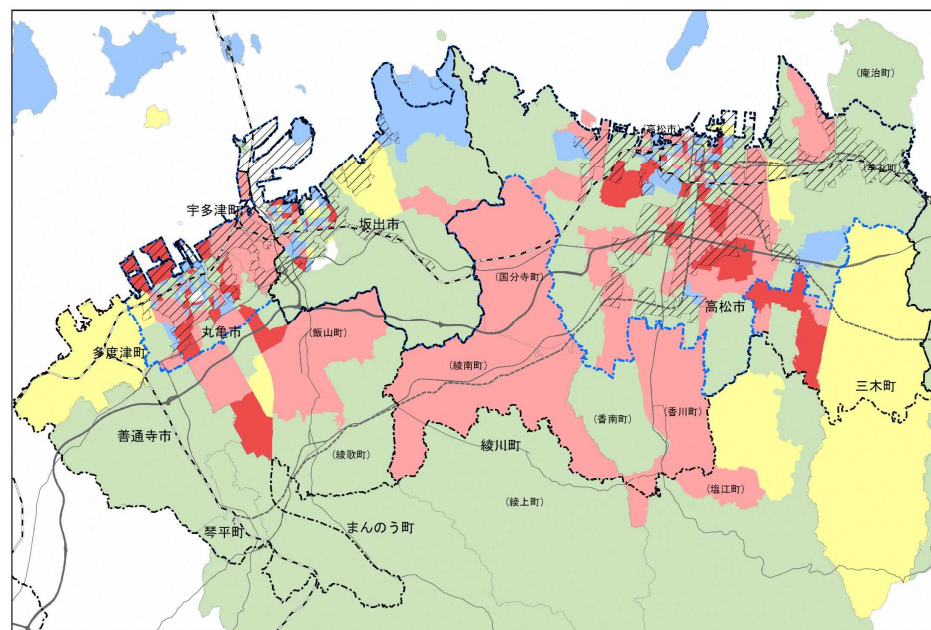 (庵治町)
(高松市)
(牟礼町)
宇多津町
坂出市
(国分寺町)
高松市
丸亀市
(飯山町)
多度津町
(綾南町)
三木町
(香南町)
(香川町)
善通寺市
(綾歌町)
綾川町
(塩江町)
(綾上町)
まんのう町
琴平町